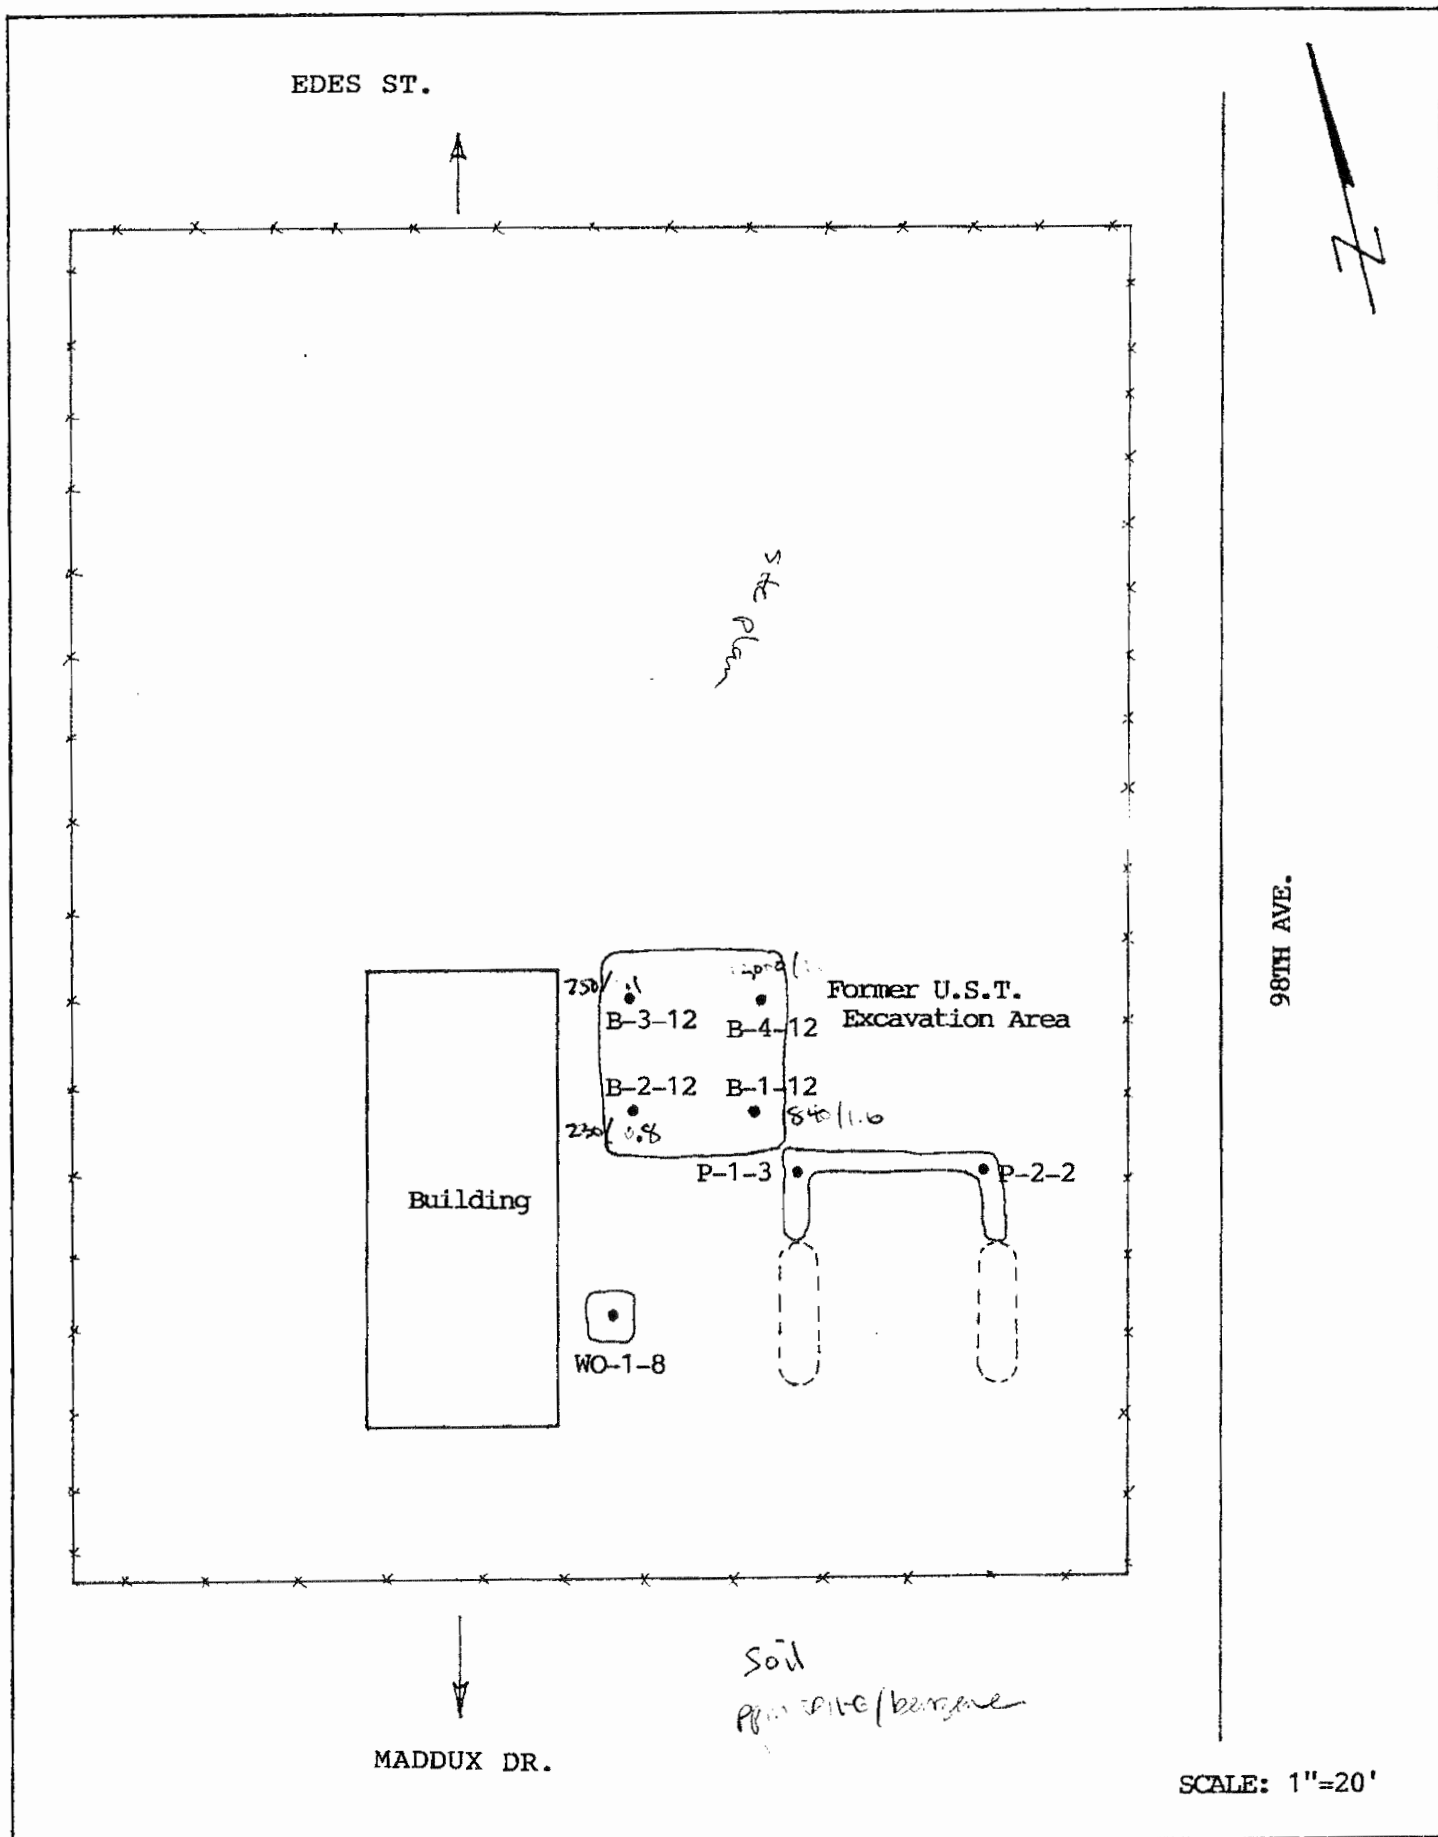 EDES ST.
Site Plan
98TH AVE.
750/
B-3-12
B-4-12
Former U.S.T.
Excavation Area
B-2-12
B-1-12
230/ 0.8
840/1.6
P-1-3
P-2-2
Building
WO-1-8
Soil
ppm /benzene
MADDUX DR.
SCALE: 1"=20'